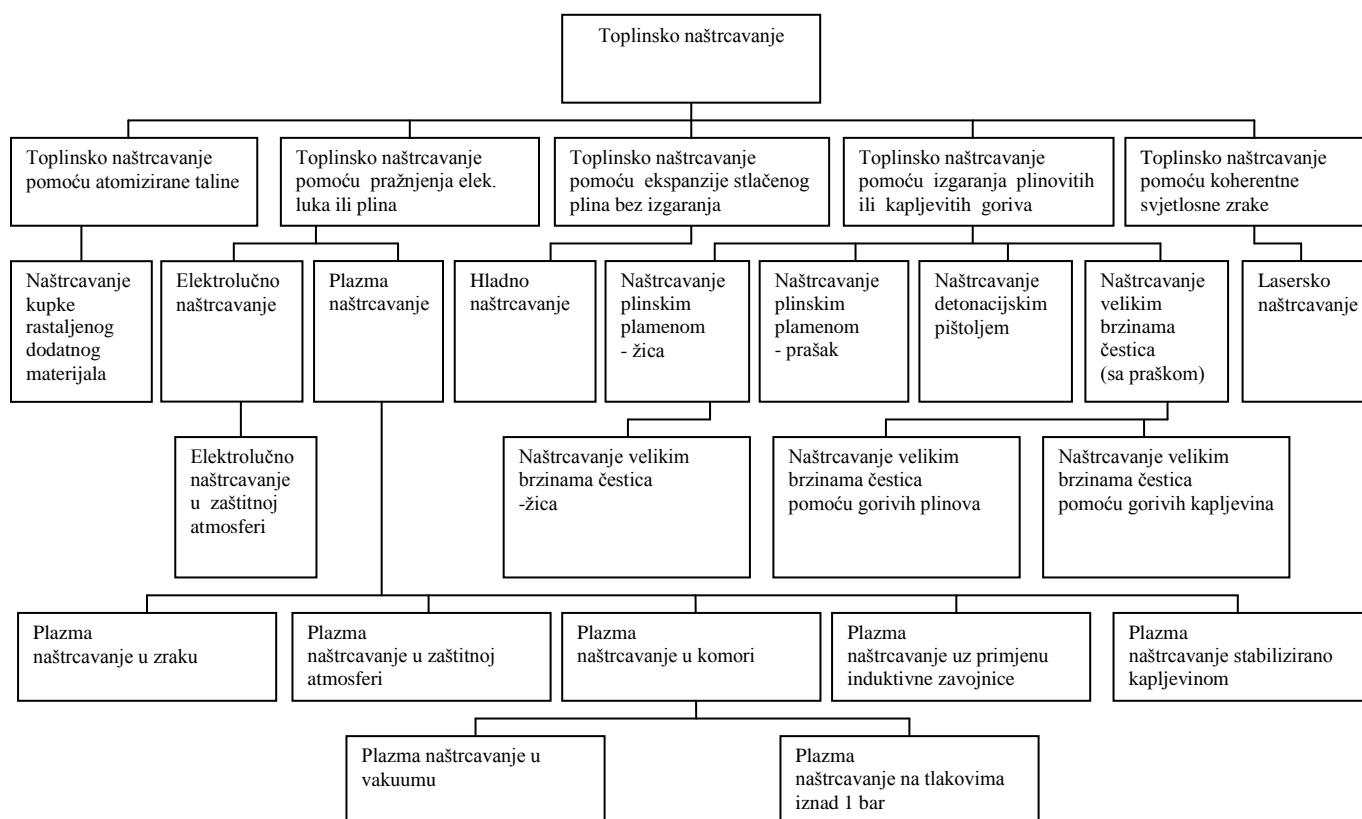 Toplinsko naštrcavanje
Toplinsko naštrcavanje
pomoću atomizirane taline
Toplinsko naštrcavanje
pomoću pražnjenja elek.
luka ili plina
Toplinsko naštrcavanje
pomoću ekspanzije stlačenog
plina bez izgaranja
Toplinsko naštrcavanje
pomoću izgaranja plinovitih
ili kapljevitih goriva
Toplinsko naštrcavanje
pomoću koherentne
svjetlosne zrake
Naštrcavanje
kupke
rastaljenog
dodatnog
materijala
Elektrolučno
naštrcavanje
Plazma
naštrcavanje
Hladno
naštrcavanje
Naštrcavanje
plinskim
plamenom
- žica
Naštrcavanje
plinskim
plamenom
- prašak
Naštrcavanje
detonacijskim
pištoljem
Naštrcavanje
velikim
brzinama
čestica
(sa praškom)
Lasersko
naštrcavanje
Elektrolučno
naštrcavanje
u zaštitnoj
atmosferi
Naštrcavanje velikim
brzinama čestica
-žica
Naštrcavanje velikim
brzinama čestica
pomoću gorivih plinova
Naštrcavanje velikim
brzinama čestica
pomoću gorivih kapljevina
Plazma
naštrcavanje u zraku
Plazma
naštrcavanje u zaštitnoj
atmosferi
Plazma
naštrcavanje u komori
Plazma
naštrcavanje uz primjenu
induktivne zavojnice
Plazma
naštrcavanje stabilizirano
kapljevinom
Plazma naštrcavanje u
vakuumu
Plazma
naštrcavanje na tlakovima
iznad 1 bar